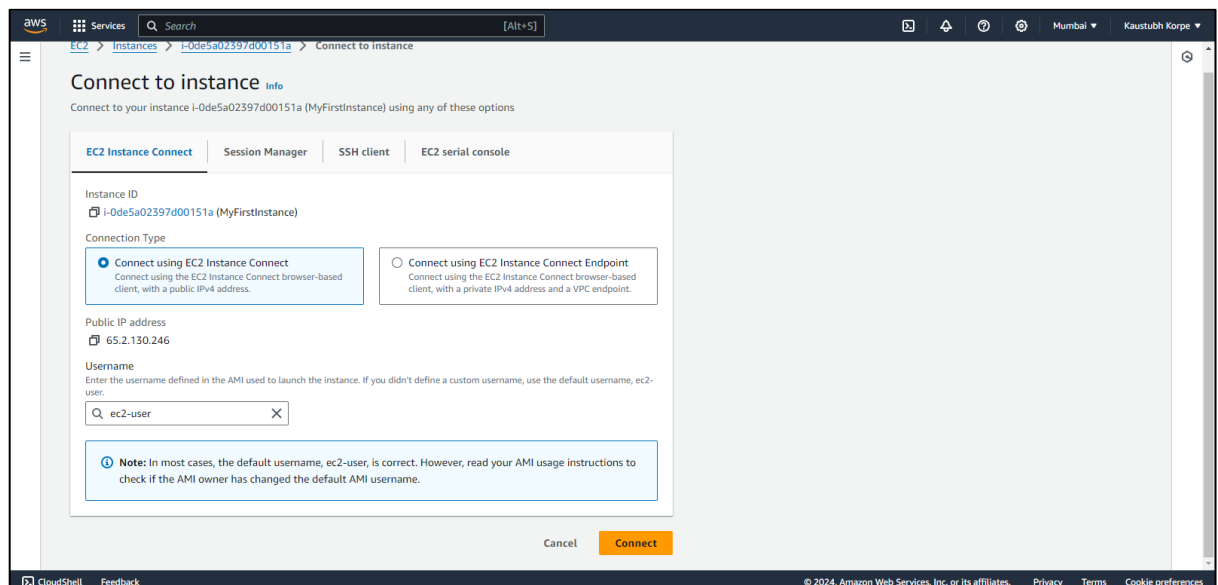 aws Services Search [Alt+S] Mumbai Kaustubh Korpe
EC2 > Instances > i-0de5a02397d00151a > Connect to instance
Connect to instance Info
Connect to your instance i-0de5a02397d00151a (MyFirstInstance) using any of these options
EC2 Instance Connect Session Manager SSH client EC2 serial console
Instance ID
i-0de5a02397d00151a (MyFirstInstance)
Connection Type
Connect using EC2 Instance Connect
Connect using the EC2 Instance Connect browser-based
client, with a public IPv4 address.
Connect using EC2 Instance Connect Endpoint
Connect using the EC2 Instance Connect browser-based
client, with a private IPv4 address and a VPC endpoint.
Public IP address
65.2.130.246
Username
Enter the username defined in the AMI used to launch the instance. If you didn't define a custom username, use the default username, ec2-
user.
ec2-user
Note: In most cases, the default username, ec2-user, is correct. However, read your AMI usage instructions to
check if the AMI owner has changed the default AMI username.
Cancel Connect
CloudShell Feedback © 2024, Amazon Web Services, Inc. or its affiliates. Privacy Terms Cookie preferences